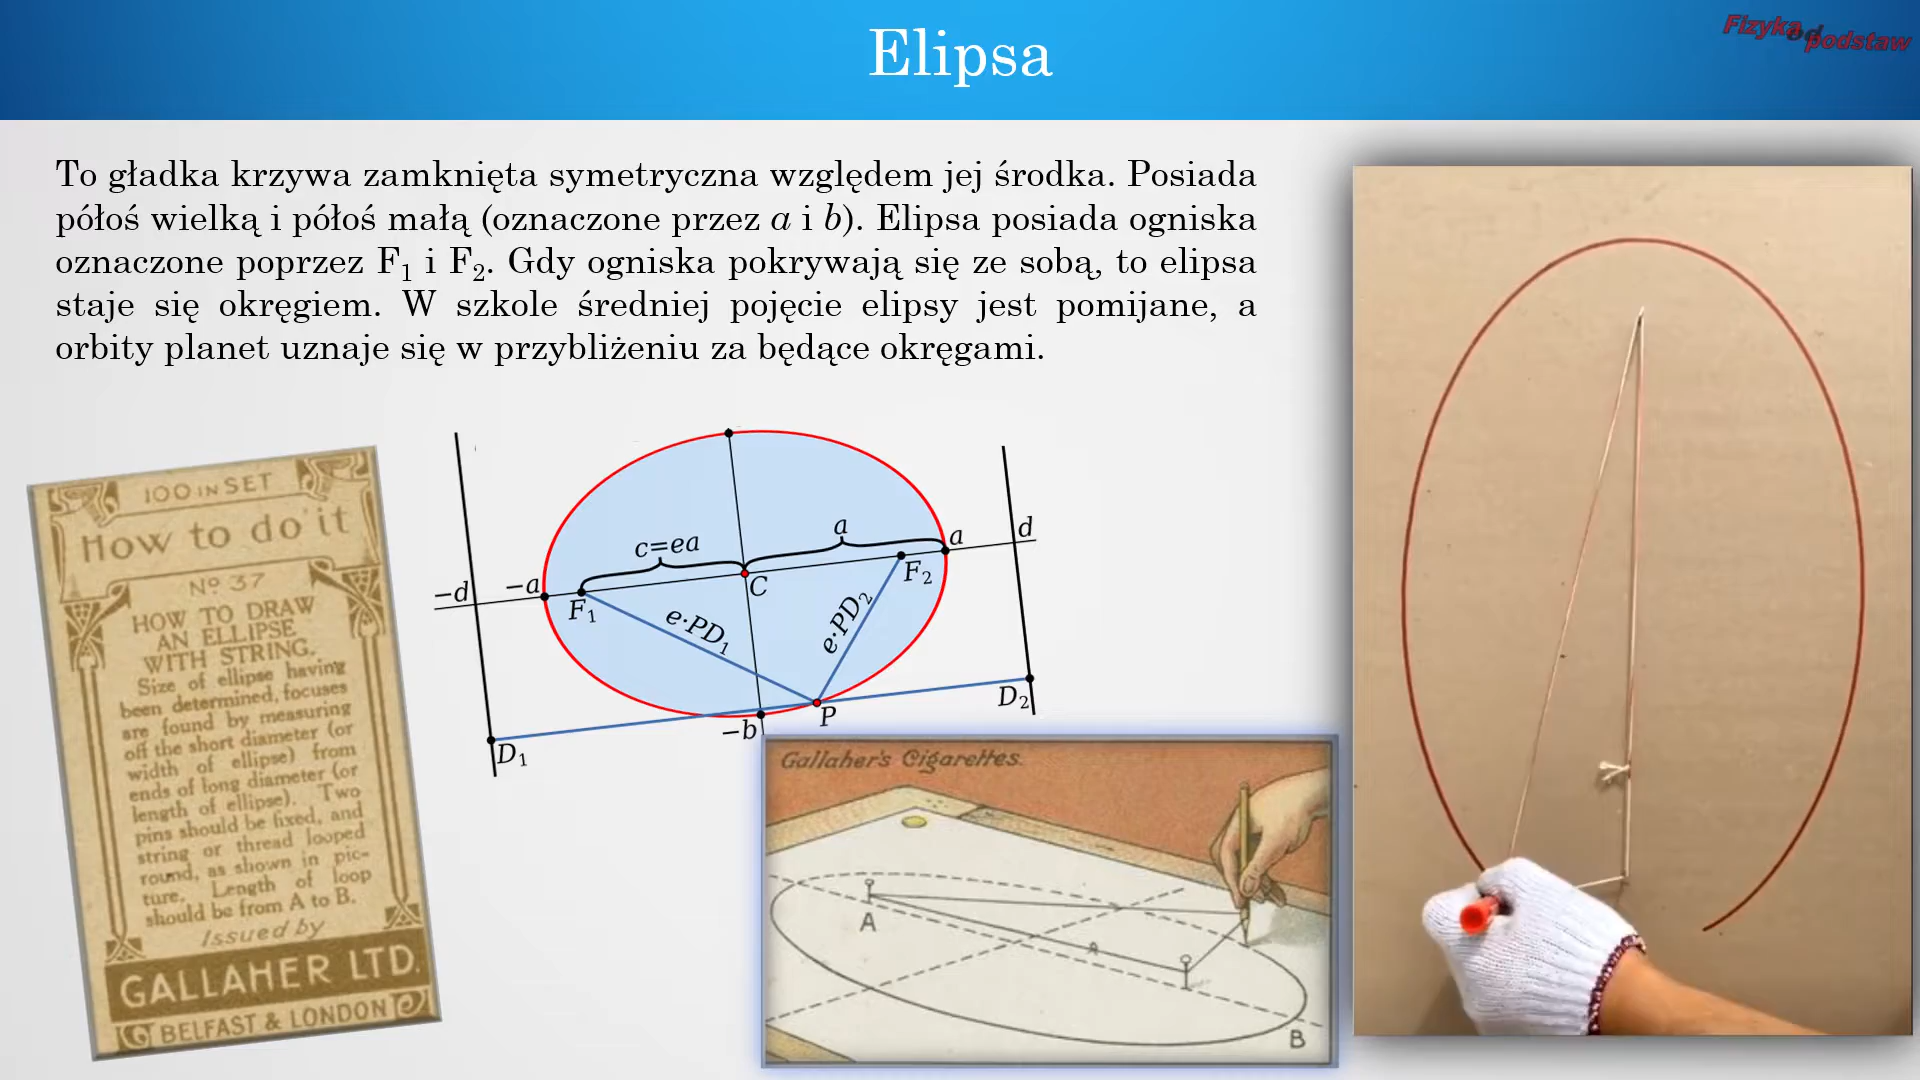 Elipsa
Fizyka od podstaw
To gładka krzywa zamknięta symetryczna względem jej środka. Posiada
półoś wielką i półoś małą (oznaczone przez a i b). Elipsa posiada ogniska
oznaczone poprzez F₁ i F₂. Gdy ogniska pokrywają się ze sobą, to elipsa
staje się okręgiem. W szkole średniej pojęcie elipsy jest pomijane, a
orbity planet uznaje się w przybliżeniu za będące okręgami.
100 IN SET
How to do it
Nº 37
HOW TO DRAW
AN ELLIPSE
WITH STRING.
Size of ellipse having
been determined, focuses
are found by measuring
off the short diameter (or
width of ellipse) from
ends of long diameter (or
length of ellipse). Two
pins should be fixed, and
string or thread looped
round, as shown in pic-
ture. Length of loop
should be from A to B.
Issued by
GALLAHER LTD.
BELFAST & LONDON
−d
−a
F₁
c=ea
C
a
F₂
a
d
e·PD₁
e·PD₂
D₁
−b
P
D₂
Gallaher's Cigarettes.
A
A
B